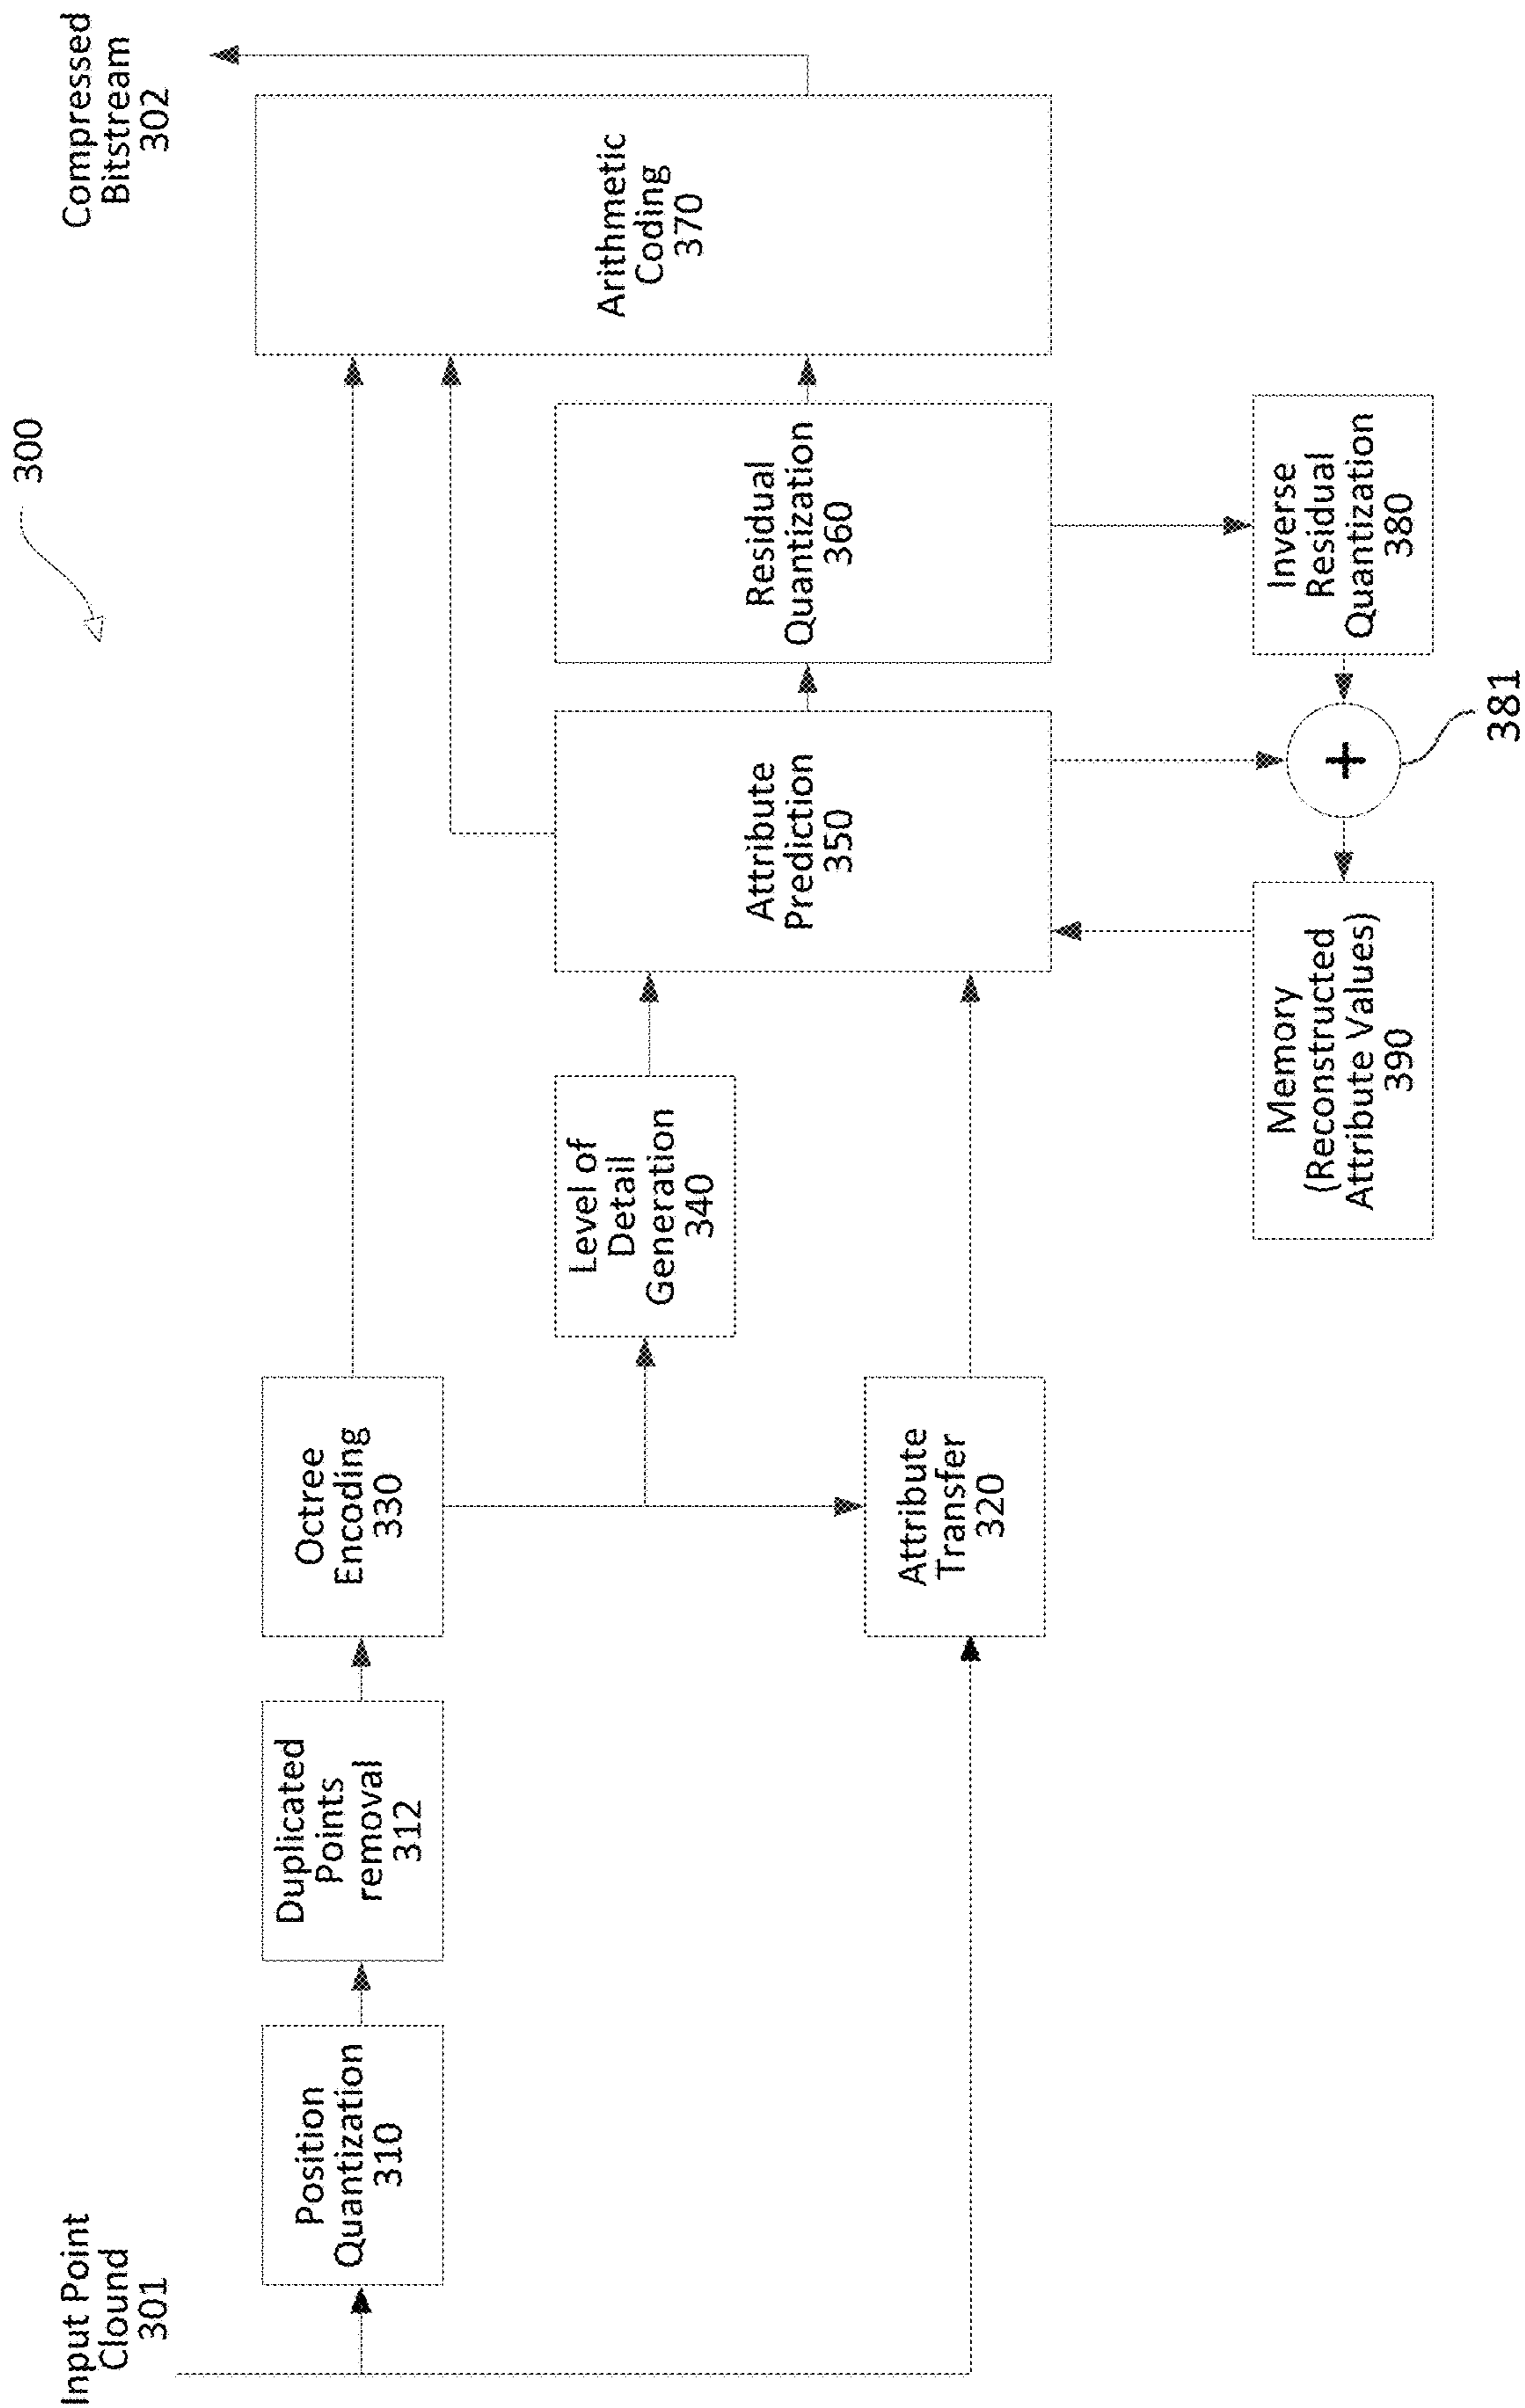 300
Input Point
Clound
301
Compressed
Bitstream
302
Position
Quantization
310
Duplicated
Points
removal
312
Octree
Encoding
330
Arithmetic
Coding
370
Level of
Detail
Generation
340
Attribute
Transfer
320
Attribute
Prediction
350
Residual
Quantization
360
Memory
(Reconstructed
Attribute Values)
390
+
381
Inverse
Residual
Quantization
380